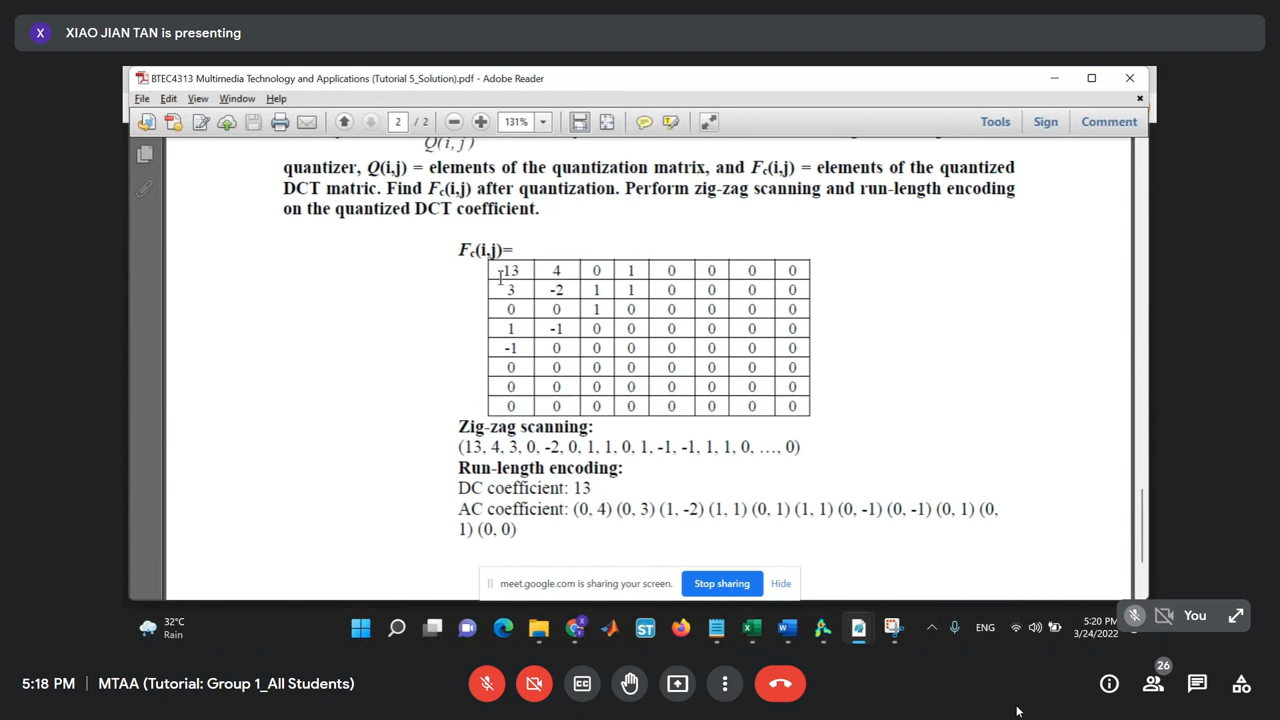 X XIAO JIAN TAN is presenting
BTEC4313 Multimedia Technology and Applications (Tutorial 5_Solution).pdf - Adobe Reader
File Edit View Window Help
2 / 2 131% Tools Sign Comment
Q(i, j)
quantizer, Q(i,j) = elements of the quantization matrix, and Fc(i,j) = elements of the quantized
DCT matric. Find Fc(i,j) after quantization. Perform zig-zag scanning and run-length encoding
on the quantized DCT coefficient.
Fc(i,j)=
13 4 0 1 0 0 0 0
3 -2 1 1 0 0 0 0
0 0 1 0 0 0 0 0
1 -1 0 0 0 0 0 0
-1 0 0 0 0 0 0 0
0 0 0 0 0 0 0 0
0 0 0 0 0 0 0 0
0 0 0 0 0 0 0 0
Zig-zag scanning:
(13, 4, 3, 0, -2, 0, 1, 1, 0, 1, -1, -1, 1, 1, 0, …, 0)
Run-length encoding:
DC coefficient: 13
AC coefficient: (0, 4) (0, 3) (1, -2) (1, 1) (0, 1) (1, 1) (0, -1) (0, -1) (0, 1) (0,
1) (0, 0)
meet.google.com is sharing your screen. Stop sharing Hide
You
32°C
Rain
ST
X
ENG
5:20 PM
3/24/2022
26
5:18 PM | MTAA (Tutorial: Group 1_All Students)